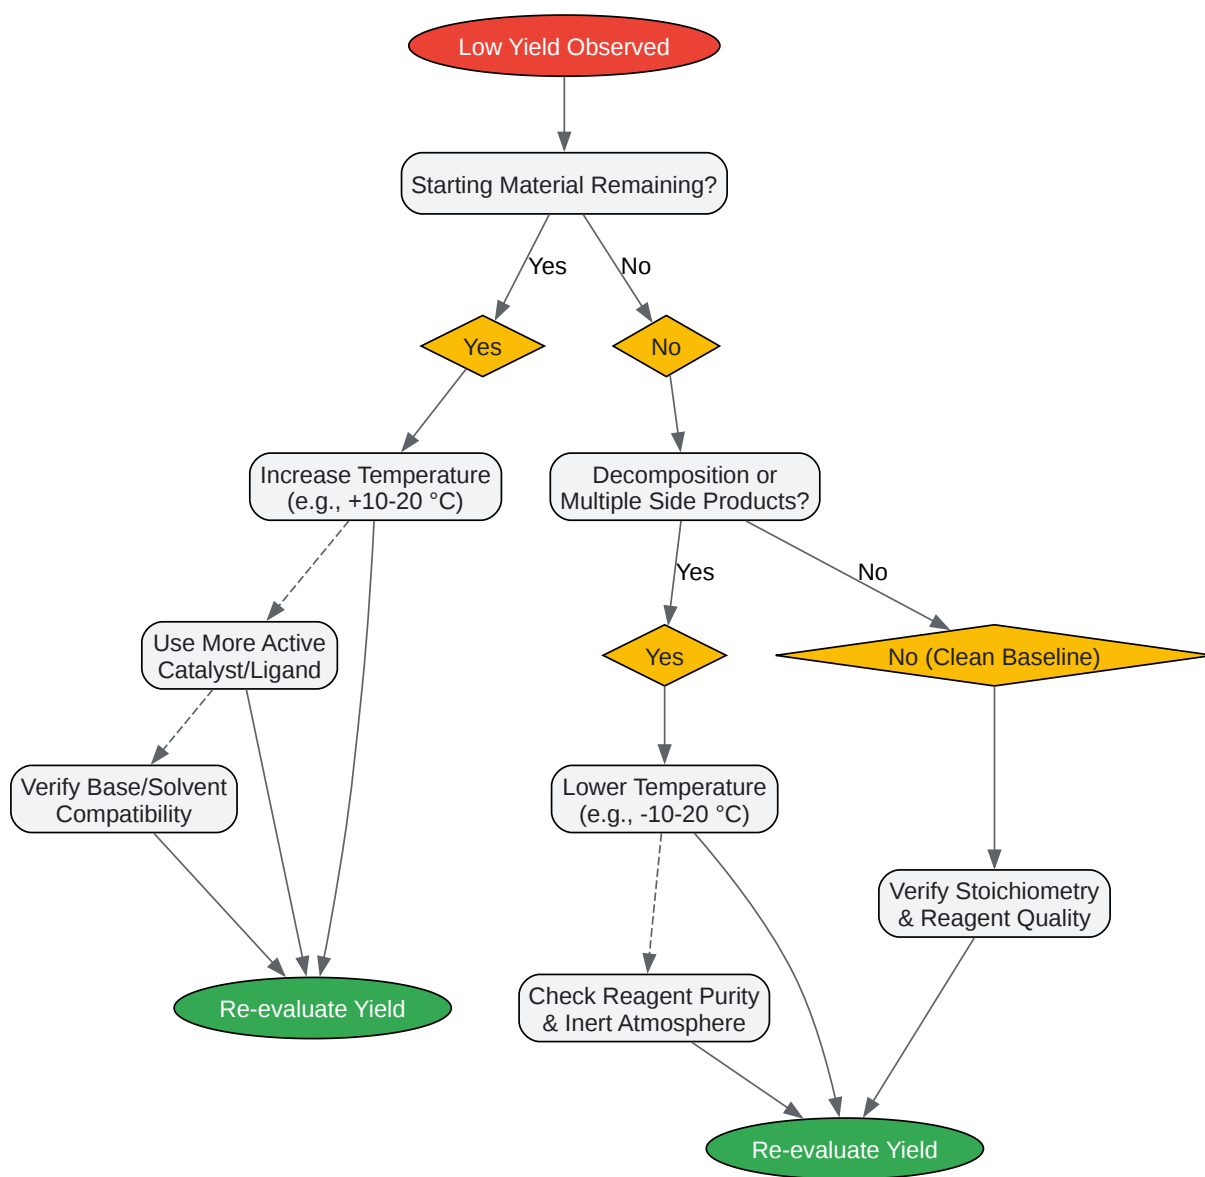 Low Yield Observed
Starting Material Remaining?
Yes
No
Yes
No
Increase Temperature
(e.g., +10-20 °C)
Decomposition or
Multiple Side Products?
Yes
No
Use More Active
Catalyst/Ligand
Yes
No (Clean Baseline)
Verify Base/Solvent
Compatibility
Lower Temperature
(e.g., -10-20 °C)
Verify Stoichiometry
& Reagent Quality
Re-evaluate Yield
Check Reagent Purity
& Inert Atmosphere
Re-evaluate Yield